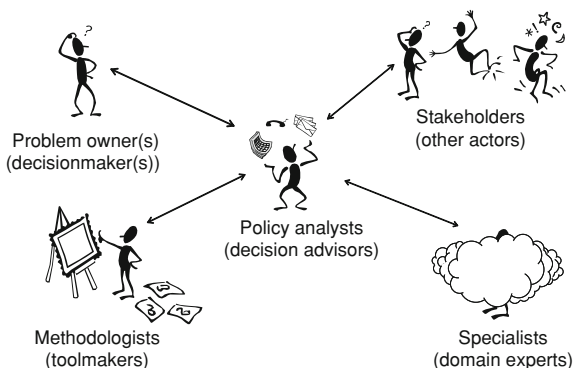 ?
?
Problem owner(s)
(decisionmaker(s))
Stakeholders
(other actors)
Policy analysts
(decision advisors)
Methodologists
(toolmakers)
Specialists
(domain experts)